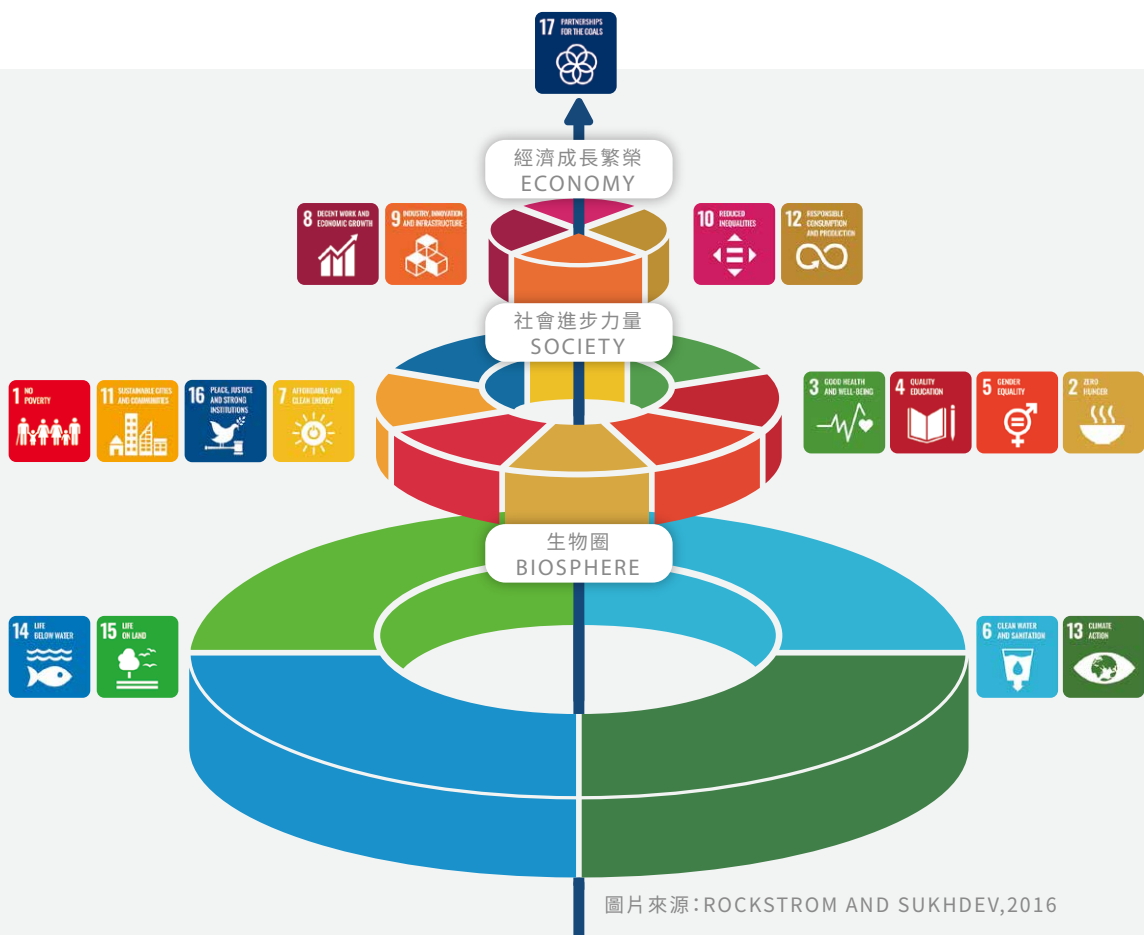 17 PARTNERSHIPS
FOR THE GOALS
經濟成長繁榮
ECONOMY
8 DECENT WORK AND
ECONOMIC GROWTH
9 INDUSTRY, INNOVATION
AND INFRASTRUCTURE
10 REDUCED
INEQUALITIES
12 RESPONSIBLE
CONSUMPTION
AND PRODUCTION
社會進步力量
SOCIETY
1 NO
POVERTY
11 SUSTAINABLE CITIES
AND COMMUNITIES
16 PEACE, JUSTICE
AND STRONG
INSTITUTIONS
7 AFFORDABLE AND
CLEAN ENERGY
3 GOOD HEALTH
AND WELL-BEING
4 QUALITY
EDUCATION
5 GENDER
EQUALITY
2 ZERO
HUNGER
生物圈
BIOSPHERE
14 LIFE
BELOW WATER
15 LIFE
ON LAND
6 CLEAN WATER
AND SANITATION
13 CLIMATE
ACTION
圖片來源:ROCKSTROM AND SUKHDEV,2016